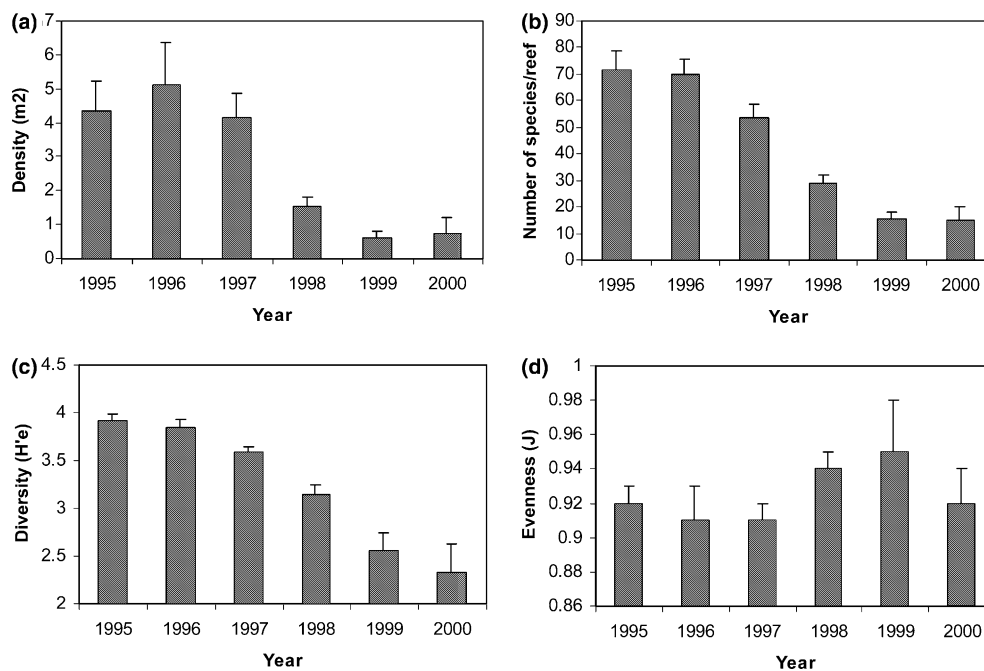 (a)
7
6
5
4
3
2
1
0
Density (m2)
1995 1996 1997 1998 1999 2000
Year
(b)
90
80
70
60
50
40
30
20
10
0
Number of species/reef
1995 1996 1997 1998 1999 2000
Year
(c)
4.5
4
3.5
3
2.5
2
Diversity (H'e)
1995 1996 1997 1998 1999 2000
Year
(d)
1
0.98
0.96
0.94
0.92
0.9
0.88
0.86
Evenness (J)
1995 1996 1997 1998 1999 2000
Year